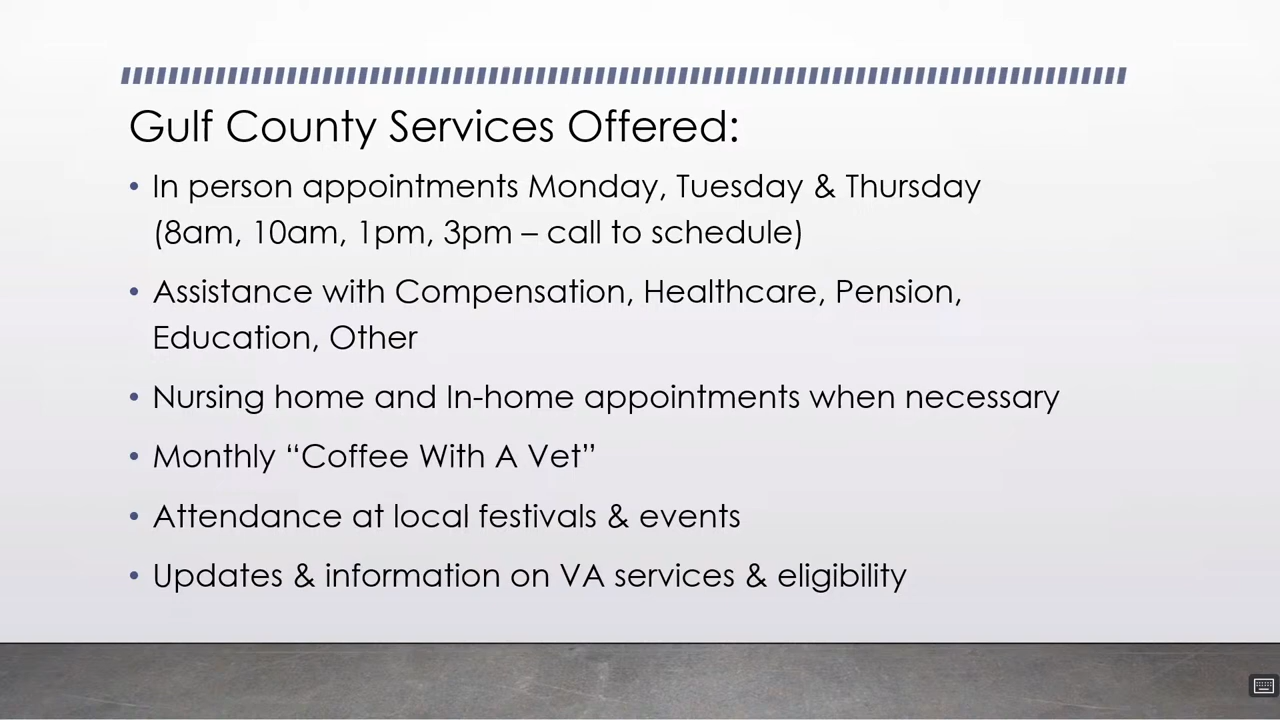 Gulf County Services Offered:
• In person appointments Monday, Tuesday & Thursday
(8am, 10am, 1pm, 3pm – call to schedule)
• Assistance with Compensation, Healthcare, Pension,
Education, Other
• Nursing home and In-home appointments when necessary
• Monthly “Coffee With A Vet”
• Attendance at local festivals & events
• Updates & information on VA services & eligibility